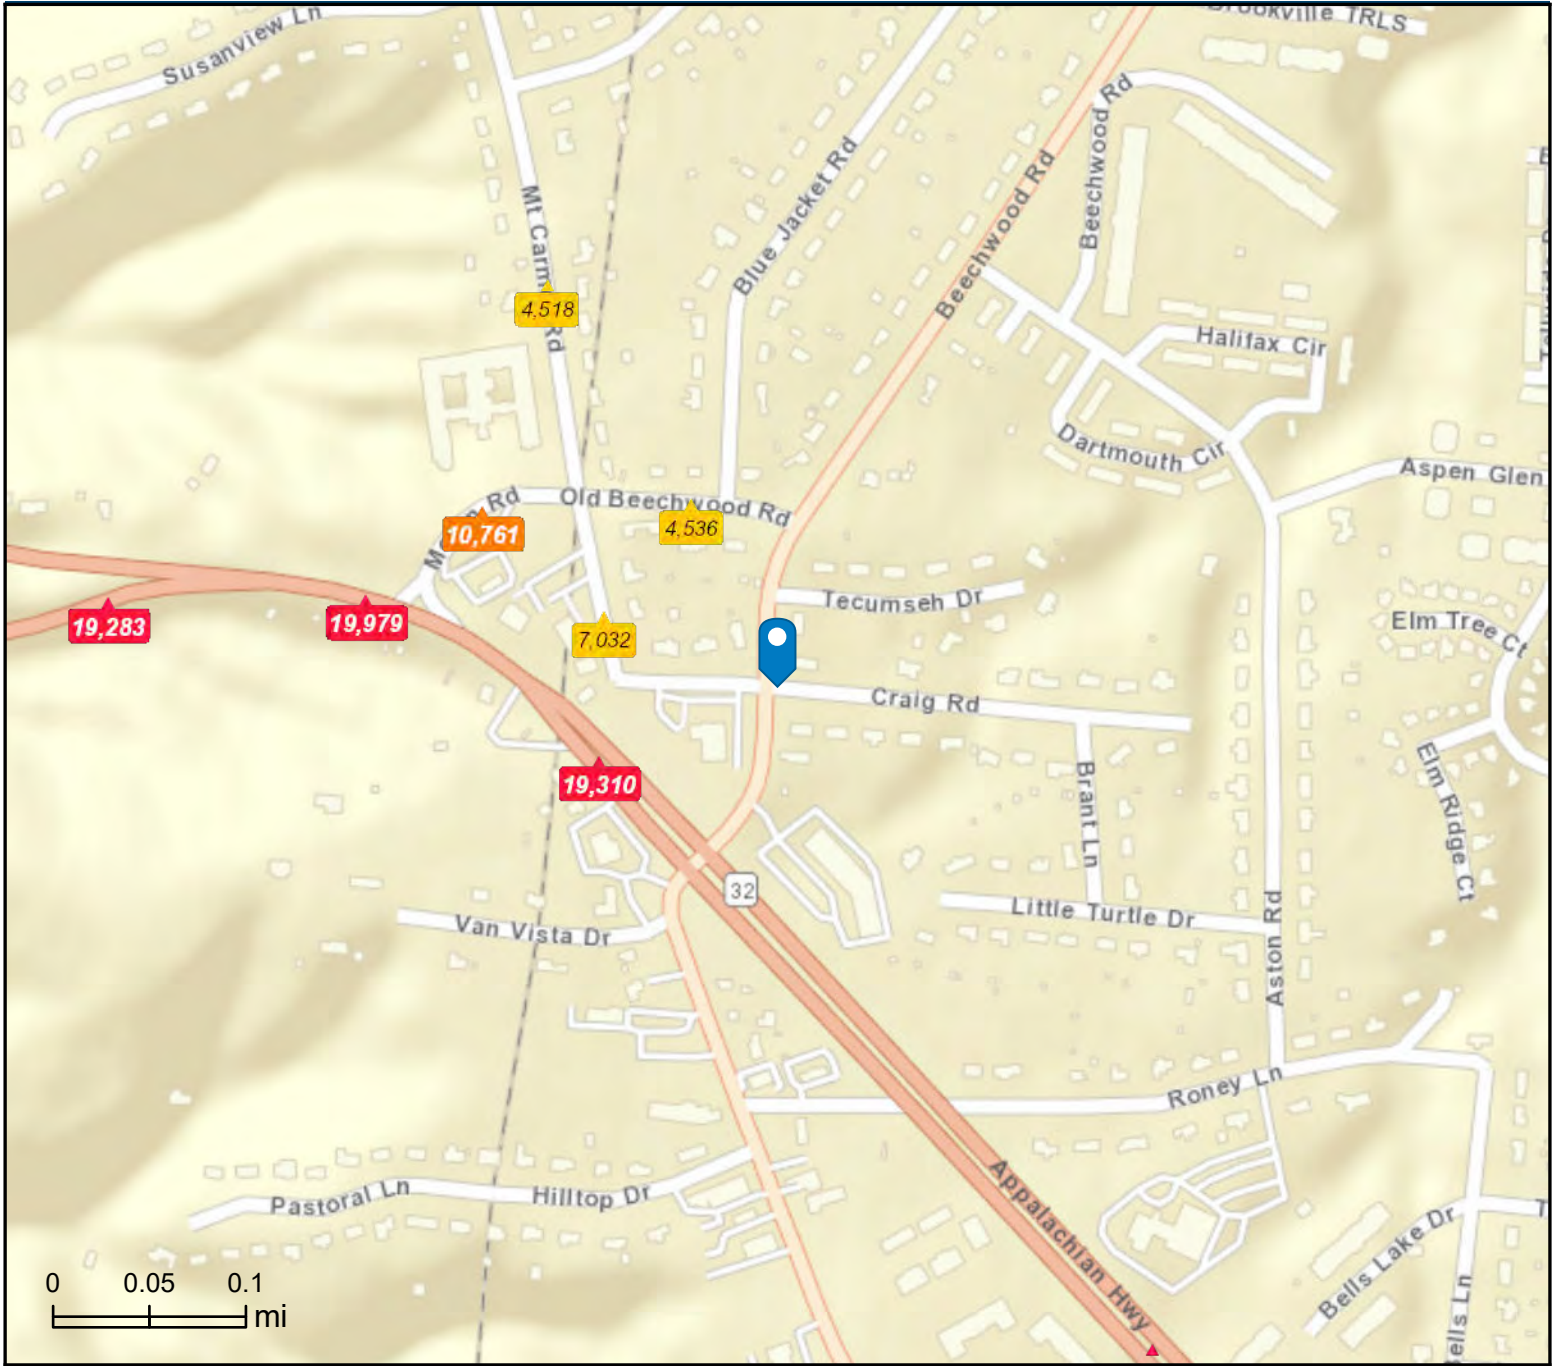 Susanview Ln
Brookville TRLS
Beechwood Rd
Blue Jacket Rd
Beechwood Rd
Mt Carm
Rd
4,518
Halifax Cir
Dartmouth Cir
Aspen Glen
Rd
Old Beechwood Rd
10,761
4,536
Tecumseh Dr
19,283
19,979
7,032
Elm Tree Ct
Craig Rd
19,310
Brant Ln
Elm Ridge Ct
32
Little Turtle Dr
Van Vista Dr
Aston Rd
Roney Ln
Pastoral Ln
Hilltop Dr
Appalachian Hwy
Bells Lake Dr
ells Ln
0 0.05 0.1
mi